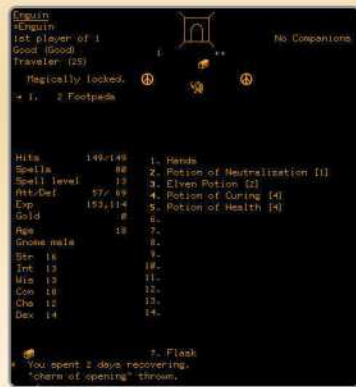 Enguin
*Enguin
1st player of 1
No Companions
Good (Good)
Traveler (25)
Magically locked.
→ 1. 2 Footpads
Hits 149/149
Spells 80
Spell level 13
Att/Def 57/ 69
Exp 153,114
Gold 0
Age 18
Gnome male
Str 16
Int 13
Wis 13
Con 18
Cha 12
Dex 14
1. Hands
2. Potion of Neutralization [1]
3. Elven Potion [2]
4. Potion of Curing [4]
5. Potion of Health [4]
6.
7.
8.
9.
10.
11.
12.
13.
14.
?. Flask
* You spent 2 days recovering.
"charm of opening" thrown.